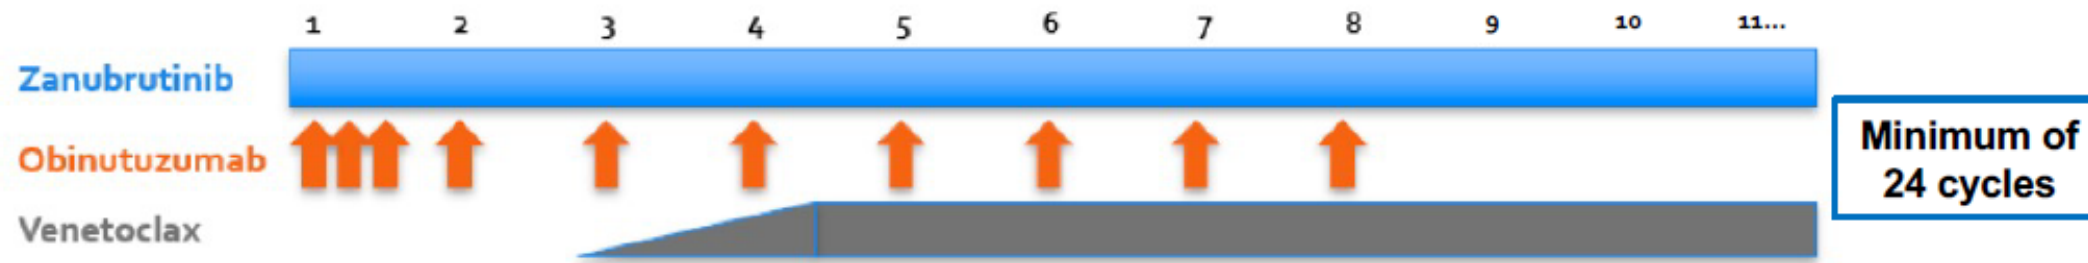 1 2 3 4 5 6 7 8 9 10 11...
Zanubrutinib
Obinutuzumab
Venetoclax
Minimum of
24 cycles